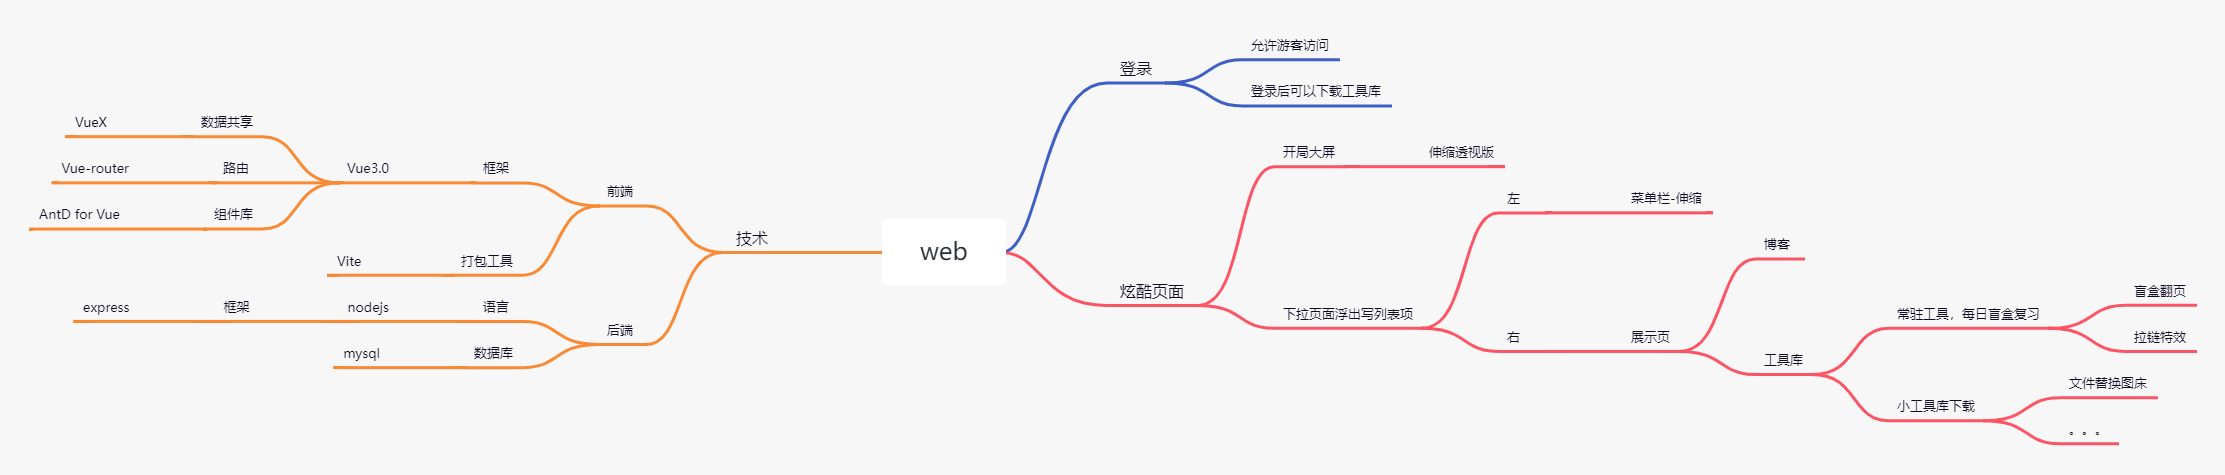 web
登录
允许游客访问
登录后可以下载工具库
炫酷页面
开局大屏
伸缩透视版
下拉页面浮出写列表项
左
菜单栏-伸缩
右
展示页
博客
工具库
常驻工具，每日盲盒复习
盲盒翻页
拉链特效
小工具库下载
文件替换图床
。。。
技术
前端
框架
Vue3.0
数据共享
VueX
路由
Vue-router
组件库
AntD for Vue
打包工具
Vite
后端
语言
nodejs
框架
express
数据库
mysql